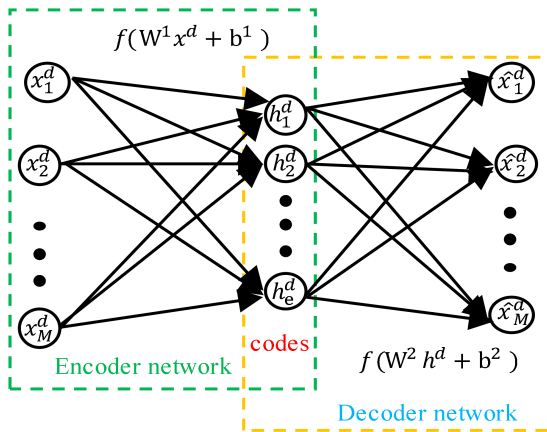 f(W¹x^d + b¹)
x₁^d
h₁^d
x̂₁^d
x₂^d
h₂^d
x̂₂^d
h_e^d
x_M^d
x̂_M^d
codes
Encoder network
f(W² h^d + b²)
Decoder network